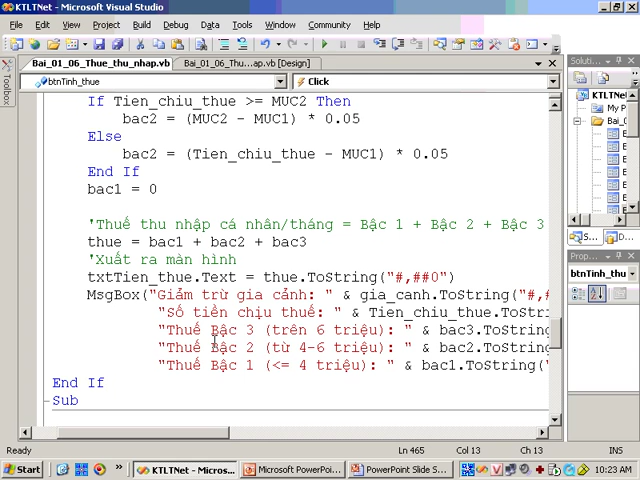 KTLTNet - Microsoft Visual Studio
File Edit View Project Build Debug Data Tools Window Community Help
Bai_01_06_Thue_thu_nhap.vb Bai_01_06_Thu...ap.vb [Design]
Toolbox
btnTinh_thue Click
If Tien_chiu_thue >= MUC2 Then
bac2 = (MUC2 - MUC1) * 0.05
Else
bac2 = (Tien_chiu_thue - MUC1) * 0.05
End If
bac1 = 0
'Thuế thu nhập cá nhân/tháng = Bậc 1 + Bậc 2 + Bậc 3
thue = bac1 + bac2 + bac3
'Xuất ra màn hình
txtTien_thue.Text = thue.ToString("#,##0")
MsgBox("Giảm trừ gia cảnh: " & gia_canh.ToString("#,#
"Số tiền chịu thuế: " & Tien_chiu_thue.ToStri
"Thuế Bậc 3 (trên 6 triệu): " & bac3.ToString
"Thuế Bậc 2 (từ 4-6 triệu): " & bac2.ToString
"Thuế Bậc 1 (<= 4 triệu): " & bac1.ToString("
End If
Sub
Soluti...
KTLTNet
My P
Bai_0
S... D...
Proper...
btnTinh_th
Ready Ln 465 Col 13 Ch 13 INS
Start KTLTNet - Micros... Microsoft PowerPoint... PowerPoint Slide S... 10:23 AM